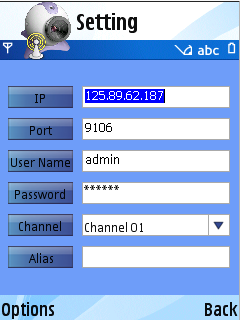 Setting
abc
IP 125.89.62.187
Port 9106
User Name admin
Password ******
Channel Channel 01
Alias
Options Back